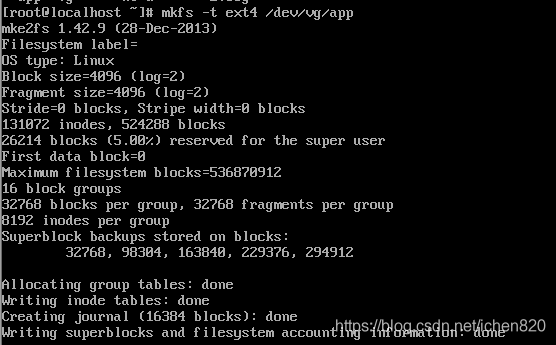 [root@localhost ~]# mkfs -t ext4 /dev/vg/app
mke2fs 1.42.9 (28-Dec-2013)
Filesystem label=
OS type: Linux
Block size=4096 (log=2)
Fragment size=4096 (log=2)
Stride=0 blocks, Stripe width=0 blocks
131072 inodes, 524288 blocks
26214 blocks (5.00%) reserved for the super user
First data block=0
Maximum filesystem blocks=536870912
16 block groups
32768 blocks per group, 32768 fragments per group
8192 inodes per group
Superblock backups stored on blocks:
32768, 98304, 163840, 229376, 294912
Allocating group tables: done
Writing inode tables: done
Creating journal (16384 blocks): done
Writing superblocks and filesystem accounting information: done
https://blog.csdn.net/ichen820